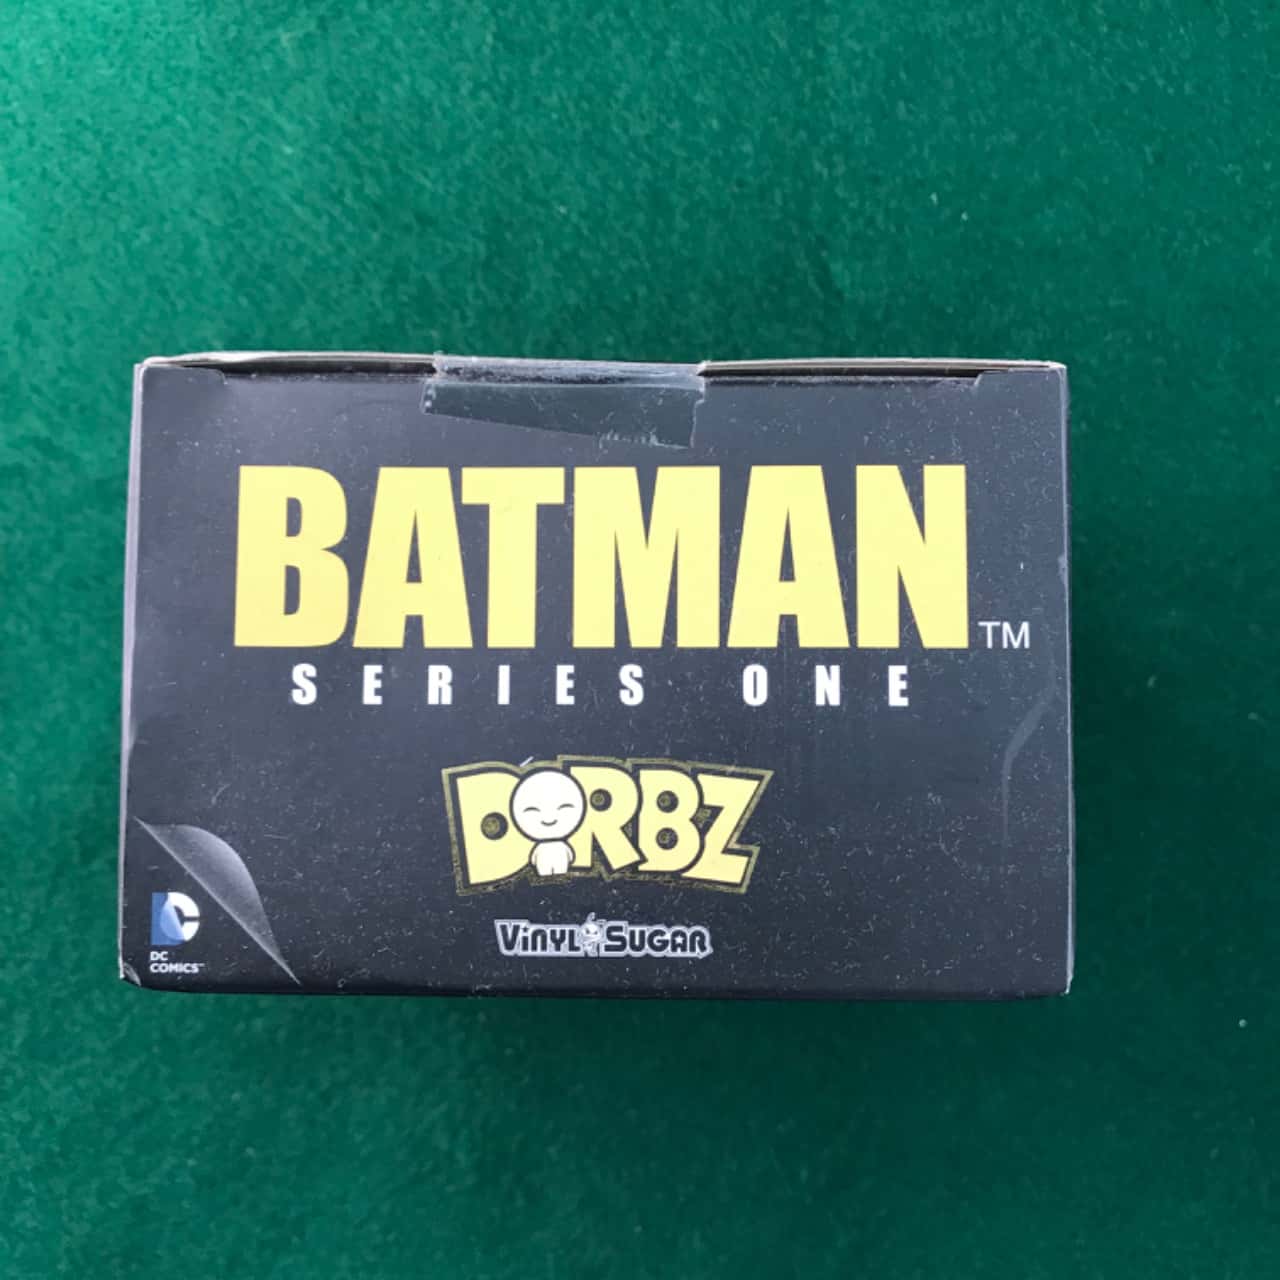 BATMAN™
SERIES ONE
DORBZ
VINYL SUGAR
DC
COMICS™